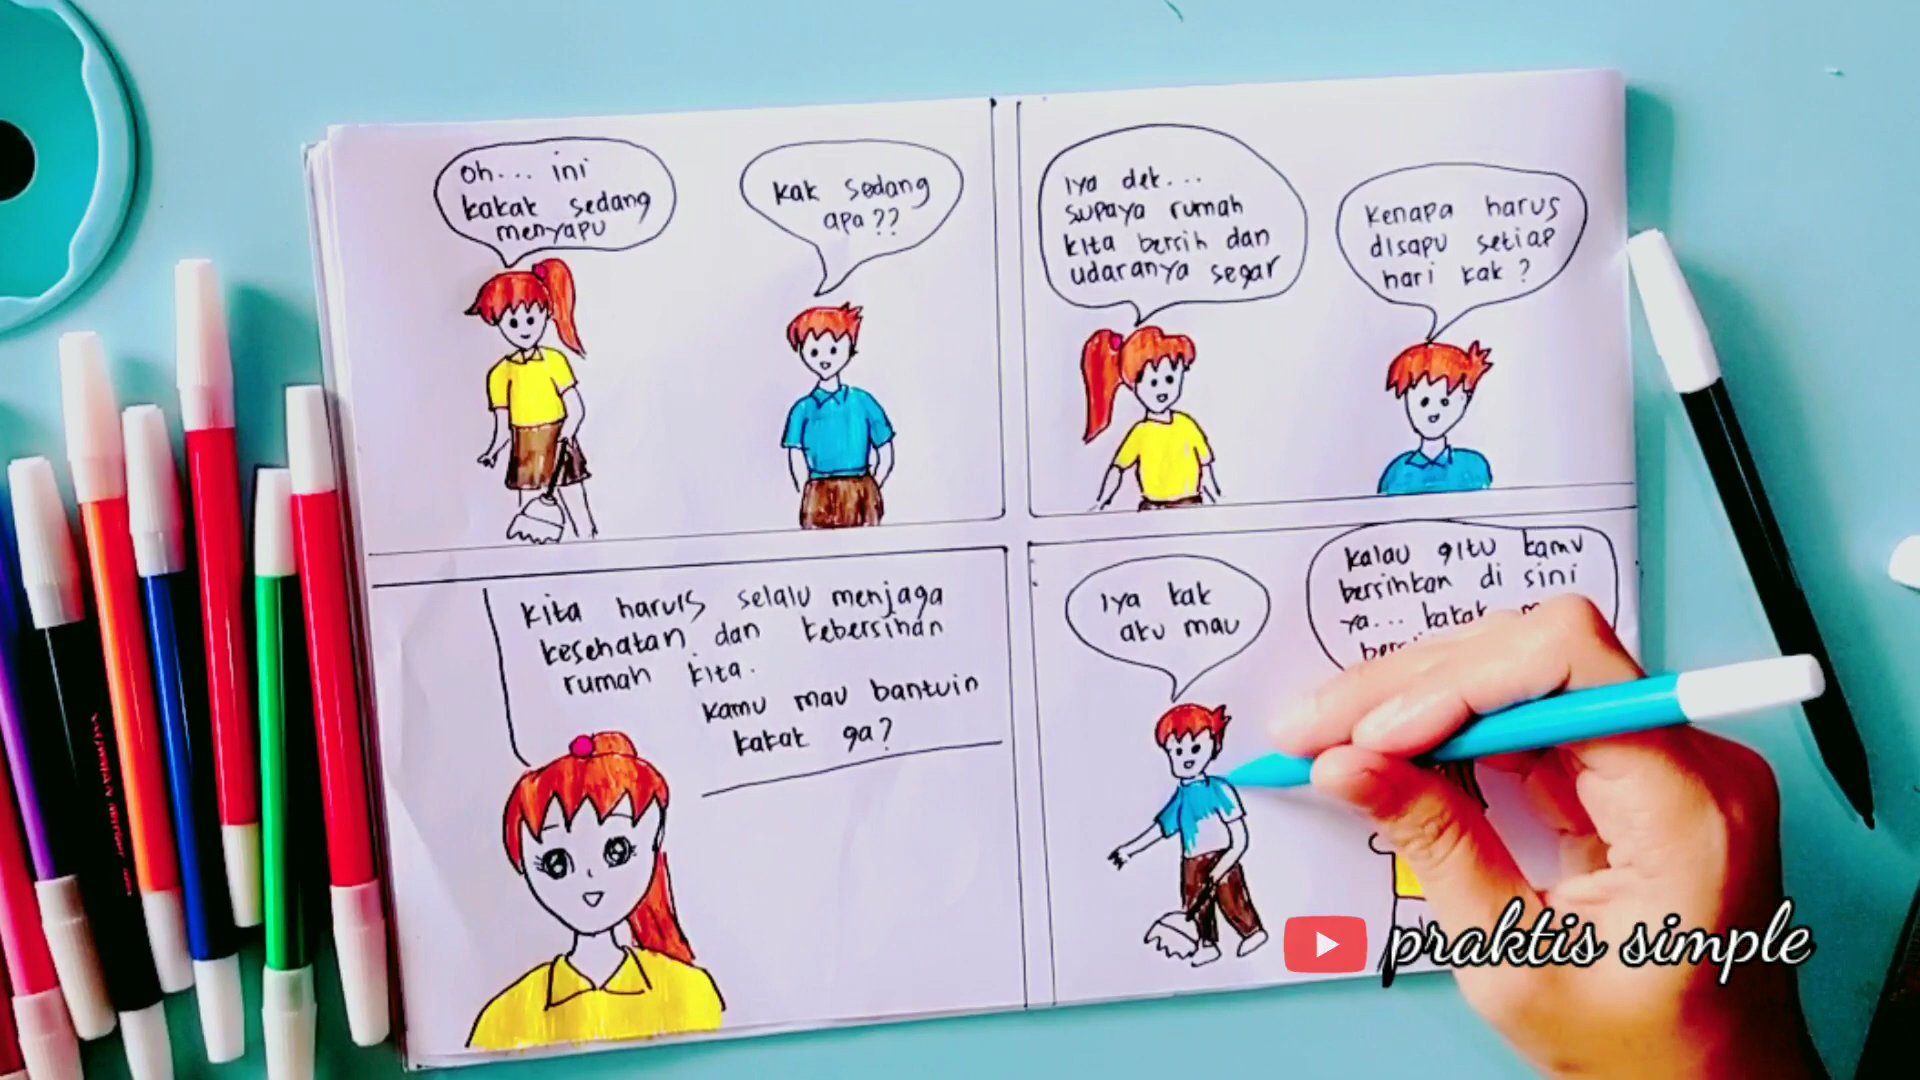 Oh... ini
kakak sedang
menyapu
kak sedang
apa??
Iya dek...
supaya rumah
kita bersih dan
udaranya segar
kenapa harus
disapu setiap
hari kak?
kita harus selalu menjaga
kesehatan dan kebersihan
rumah kita.
kamu mau bantuin
kakak ga?
Iya kak
aku mau
kalau gitu kamu
bersihkan di sini
ya... kakak
praktis simple